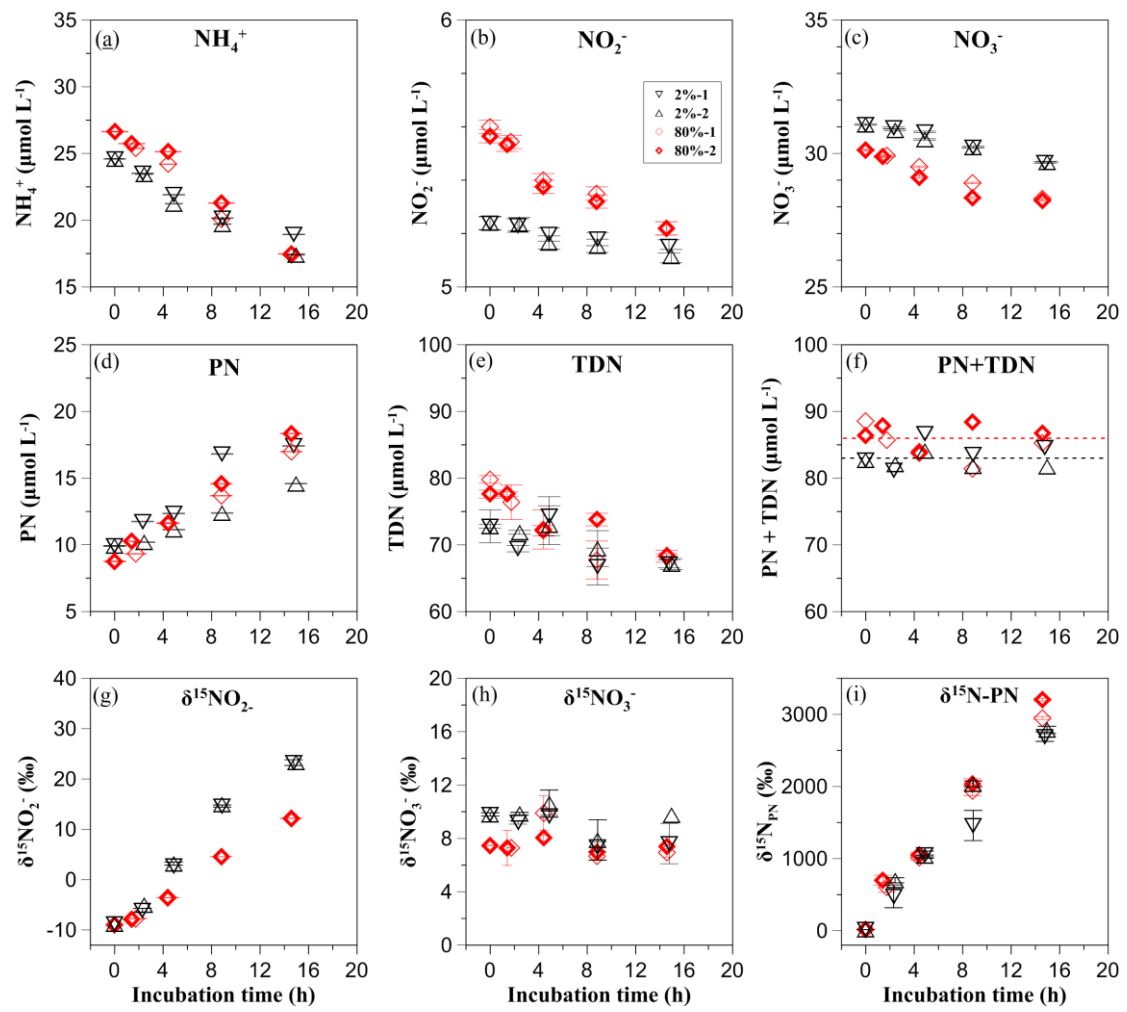 (a) NH₄⁺
35
30
25
20
15
NH₄⁺ (μmol L⁻¹)
0 4 8 12 16 20
(b) NO₂⁻
6
5
NO₂⁻ (μmol L⁻¹)
2%-1
2%-2
80%-1
80%-2
0 4 8 12 16 20
(c) NO₃⁻
35
30
25
NO₃⁻ (μmol L⁻¹)
0 4 8 12 16 20
(d) PN
25
20
15
10
5
PN (μmol L⁻¹)
0 4 8 12 16 20
(e) TDN
100
90
80
70
60
TDN (μmol L⁻¹)
0 4 8 12 16 20
(f) PN+TDN
100
90
80
70
60
PN + TDN (μmol L⁻¹)
0 4 8 12 16 20
(g) δ¹⁵NO₂₋
40
30
20
10
0
-10
δ¹⁵NO₂⁻ (‰)
0 4 8 12 16 20
Incubation time (h)
(h) δ¹⁵NO₃⁻
20
16
12
8
4
0
δ¹⁵NO₃⁻ (‰)
0 4 8 12 16 20
Incubation time (h)
(i) δ¹⁵N-PN
3000
2000
1000
0
δ¹⁵N_PN (‰)
0 4 8 12 16 20
Incubation time (h)